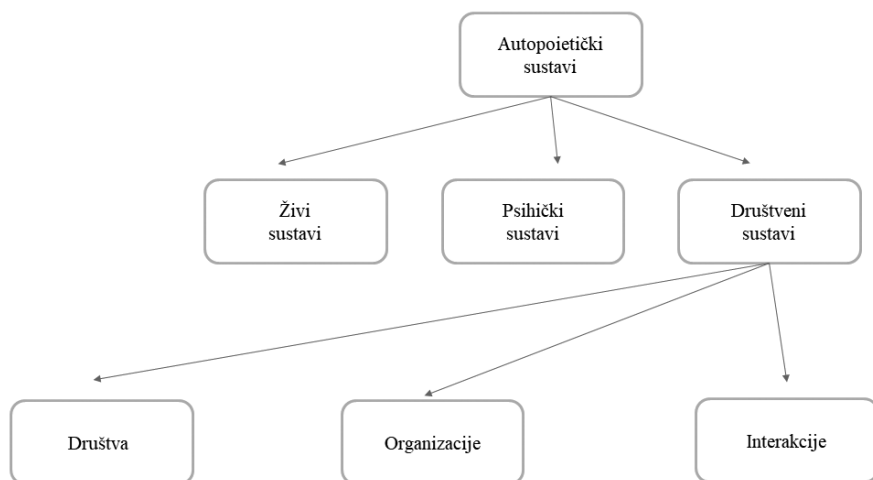 Autopoietički
sustavi
Živi
sustavi
Psihički
sustavi
Društveni
sustavi
Društva
Organizacije
Interakcije